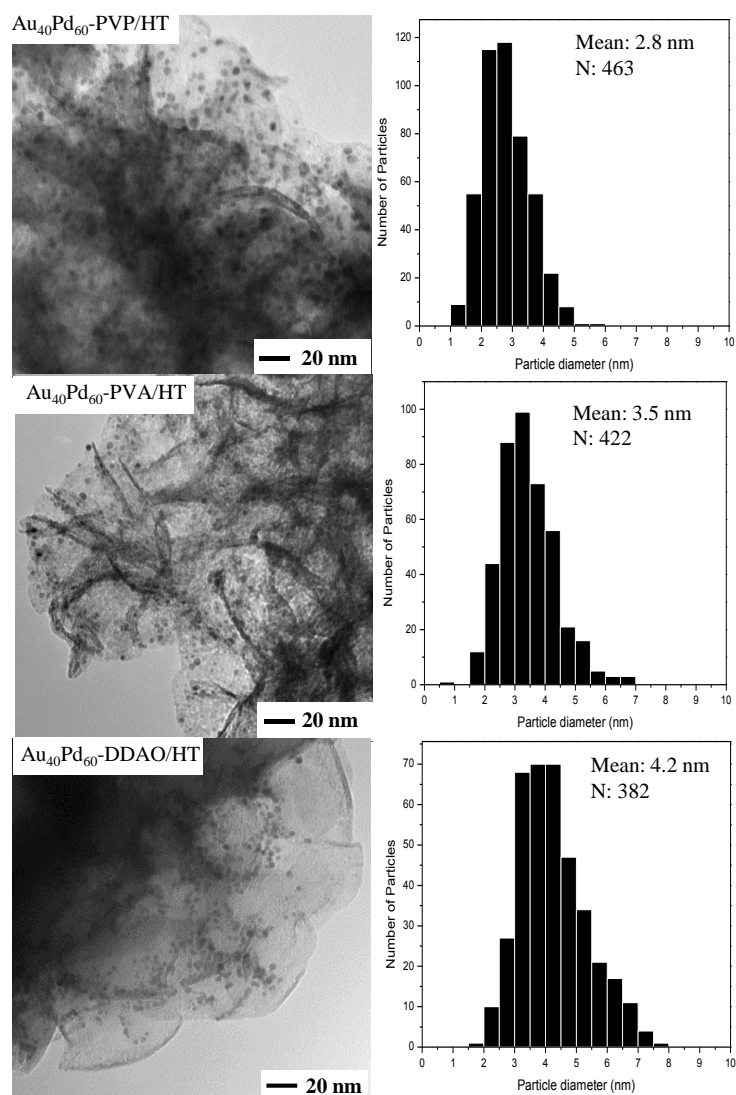 Au₄₀Pd₆₀-PVP/HT
20 nm
Mean: 2.8 nm
N: 463
Number of Particles
120
100
80
60
40
20
0
0 1 2 3 4 5 6 7 8 9 10
Particle diameter (nm)
Au₄₀Pd₆₀-PVA/HT
20 nm
Mean: 3.5 nm
N: 422
Number of Particles
100
80
60
40
20
0
0 1 2 3 4 5 6 7 8 9 10
Particle diameter (nm)
Au₄₀Pd₆₀-DDAO/HT
20 nm
Mean: 4.2 nm
N: 382
Number of Particles
70
60
50
40
30
20
10
0
0 1 2 3 4 5 6 7 8 9 10
Particle diameter (nm)